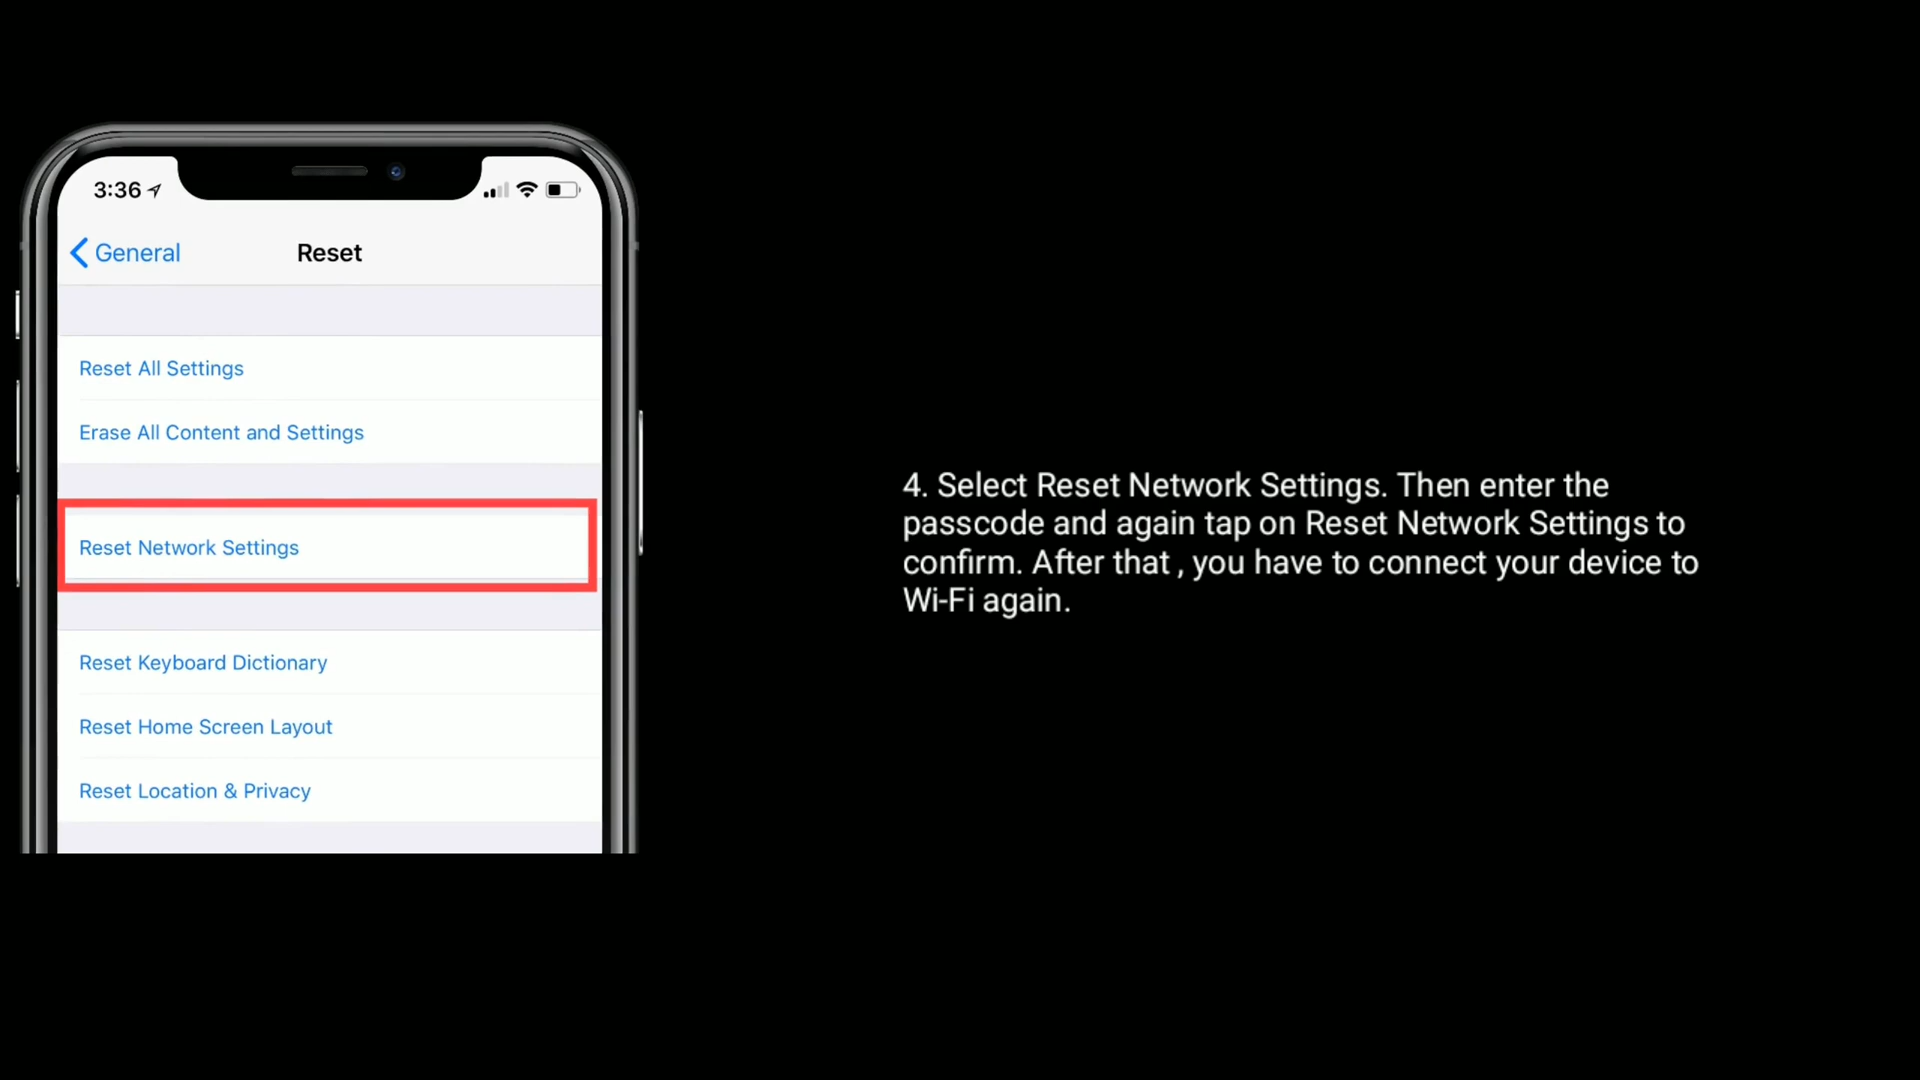 3:36
General
Reset
Reset All Settings
Erase All Content and Settings
Reset Network Settings
Reset Keyboard Dictionary
Reset Home Screen Layout
Reset Location & Privacy
4. Select Reset Network Settings. Then enter the
passcode and again tap on Reset Network Settings to
confirm. After that , you have to connect your device to
Wi-Fi again.